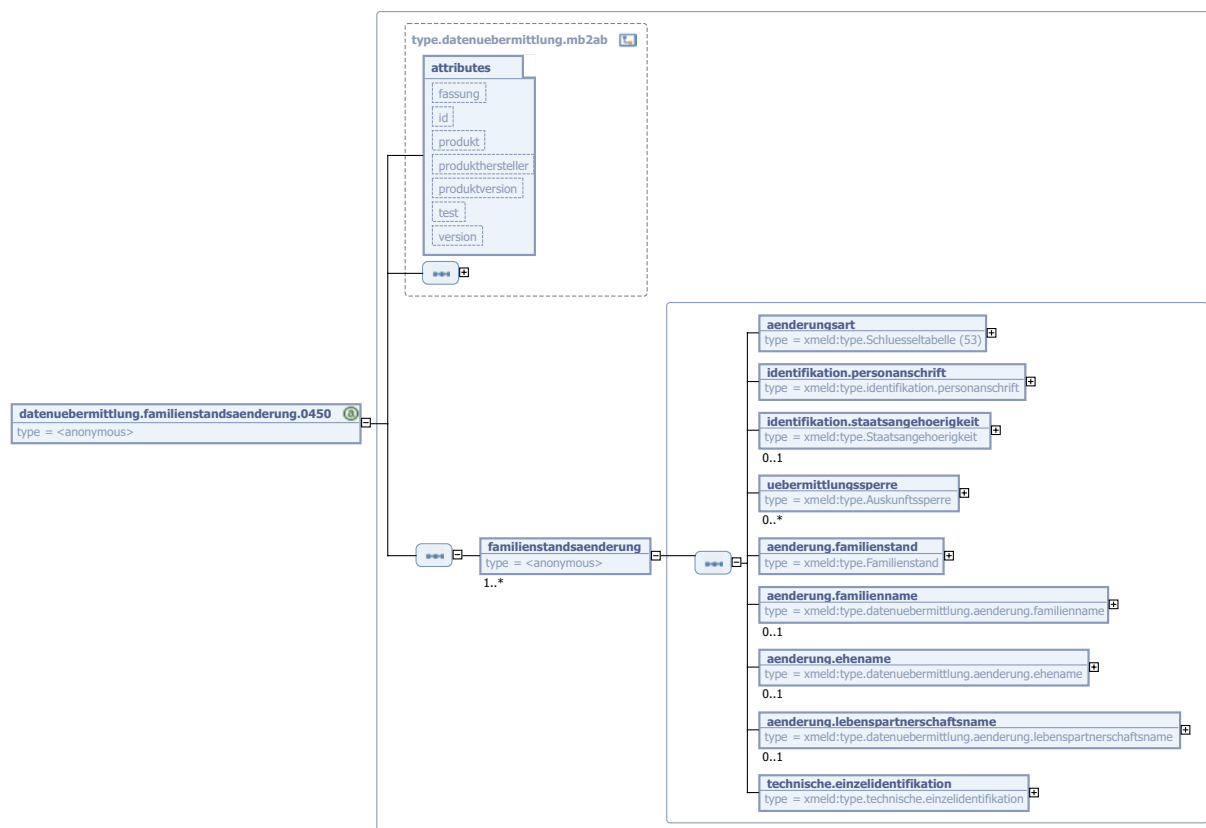 type.datenuebermittlung.mb2ab
attributes
fassung
id
produkt
produkthersteller
produktversion
test
version
datenuebermittlung.familienstandsaenderung.0450
type = <anonymous>
familienstandsaenderung
type = <anonymous>
1..*
aenderungsart
type = xmeld:type.Schluesseltabelle (53)
identifikation.personanschrift
type = xmeld:type.identifikation.personanschrift
identifikation.staatsangehoerigkeit
type = xmeld:type.Staatsangehoerigkeit
0..1
uebermittlungssperre
type = xmeld:type.Auskunftssperre
0..*
aenderung.familienstand
type = xmeld:type.Familienstand
aenderung.familienname
type = xmeld:type.datenuebermittlung.aenderung.familienname
0..1
aenderung.ehename
type = xmeld:type.datenuebermittlung.aenderung.ehename
0..1
aenderung.lebenspartnerschaftsname
type = xmeld:type.datenuebermittlung.aenderung.lebenspartnerschaftsname
0..1
technische.einzelidentifikation
type = xmeld:type.technische.einzelidentifikation